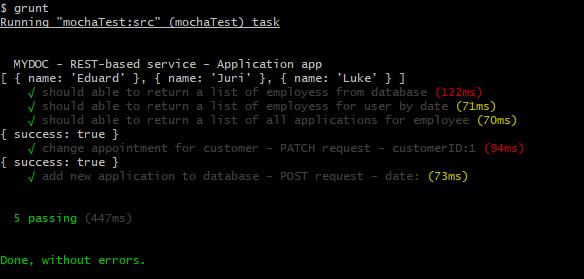 $ grunt
Running "mochaTest:src" (mochaTest) task
MYDOC - REST-based service - Application app
[ { name: 'Eduard' }, { name: 'Juri' }, { name: 'Luke' } ]
√ should able to return a list of employess from database (122ms)
√ should able to return a list of employess for user by date (71ms)
√ should able to return a list of all applications for employee (70ms)
{ success: true }
√ change appointment for customer - PATCH request - customerID:1 (94ms)
{ success: true }
√ add new application to database - POST request - date: (73ms)
5 passing (447ms)
Done, without errors.